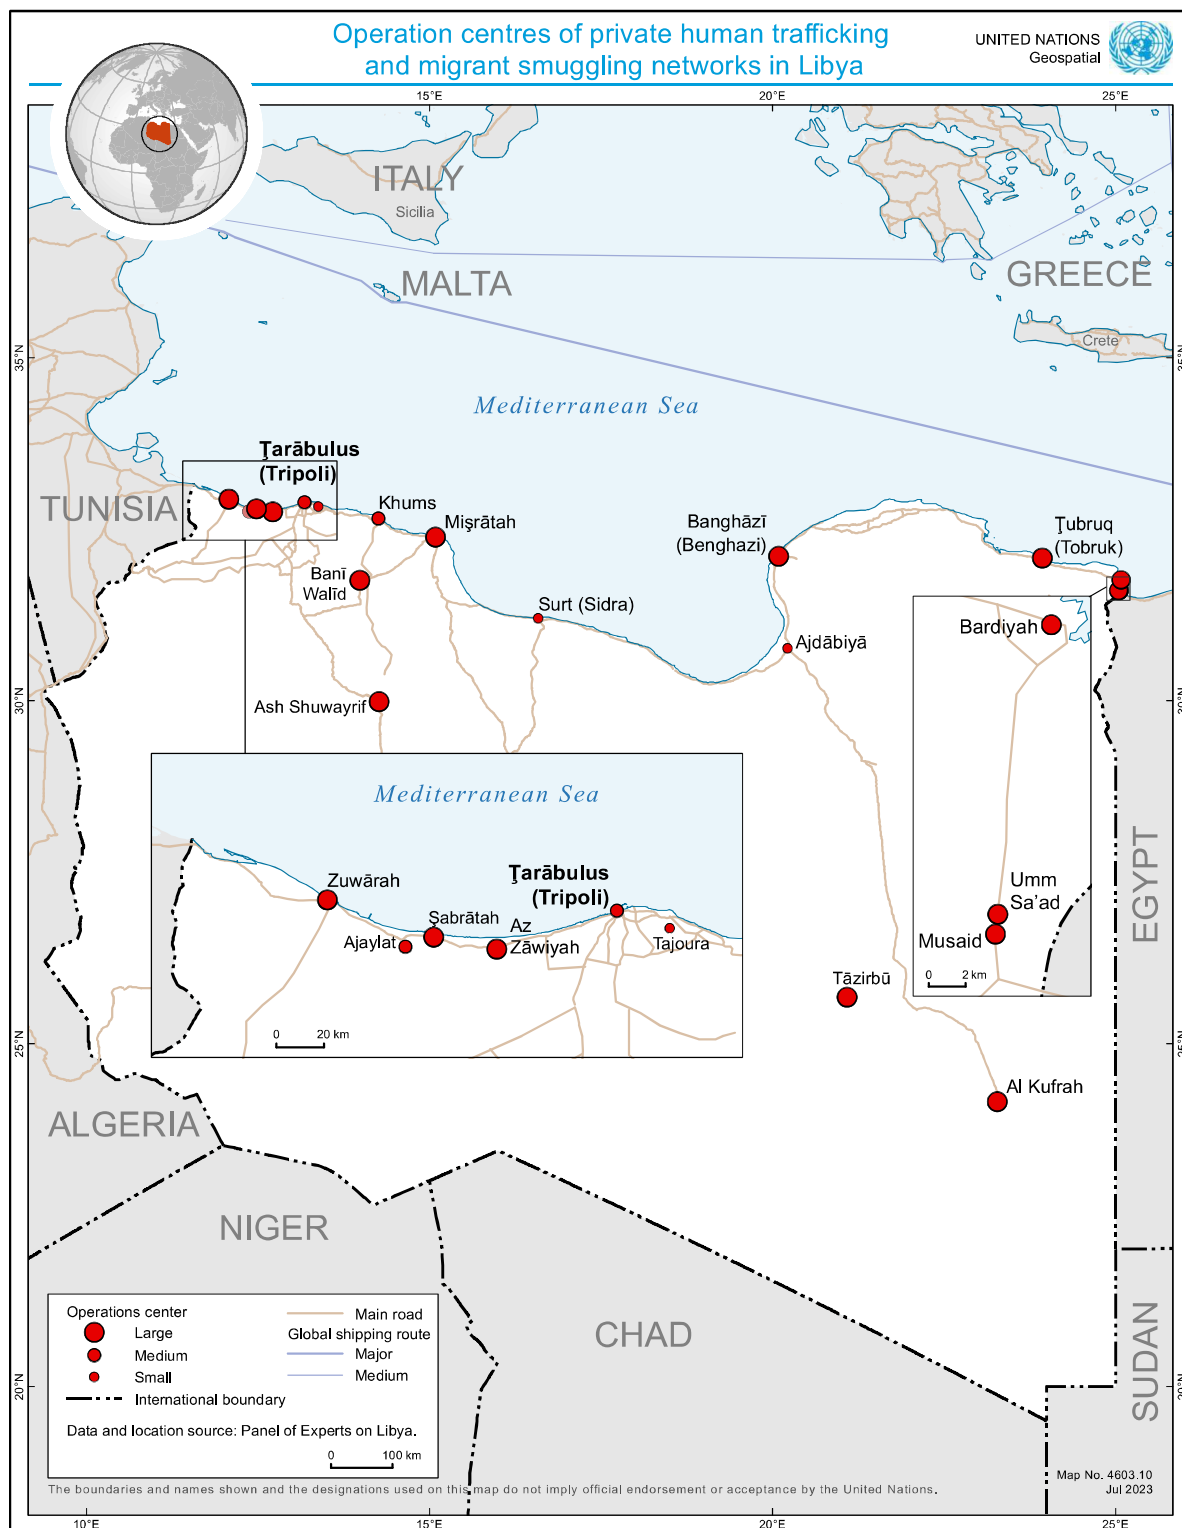 Operation centres of private human trafficking
and migrant smuggling networks in Libya
UNITED NATIONS
Geospatial
15°E
20°E
25°E
ITALY
Sicilia
MALTA
GREECE
Crete
35°N
35°N
Mediterranean Sea
Ţarābulus
(Tripoli)
TUNISIA
Khums
Mişrātah
Banghāzī
(Benghazi)
Ţubruq
(Tobruk)
Banī
Walīd
Surt (Sidra)
Ajdābiyā
Bardiyah
30°N
30°N
Ash Shuwayrif
Mediterranean Sea
Zuwārah
Ţarābulus
(Tripoli)
Şabrātah
Az
Zāwiyah
Ajaylat
Tajoura
0 20 km
Umm
Sa’ad
Musaid
0 2 km
EGYPT
Tāzirbū
25°N
25°N
Al Kufrah
ALGERIA
NIGER
CHAD
SUDAN
20°N
20°N
Operations center
Large
Medium
Small
International boundary
Main road
Global shipping route
Major
Medium
Data and location source: Panel of Experts on Libya.
0 100 km
Map No. 4603.10
Jul 2023
The boundaries and names shown and the designations used on this map do not imply official endorsement or acceptance by the United Nations.
10°E
15°E
20°E
25°E